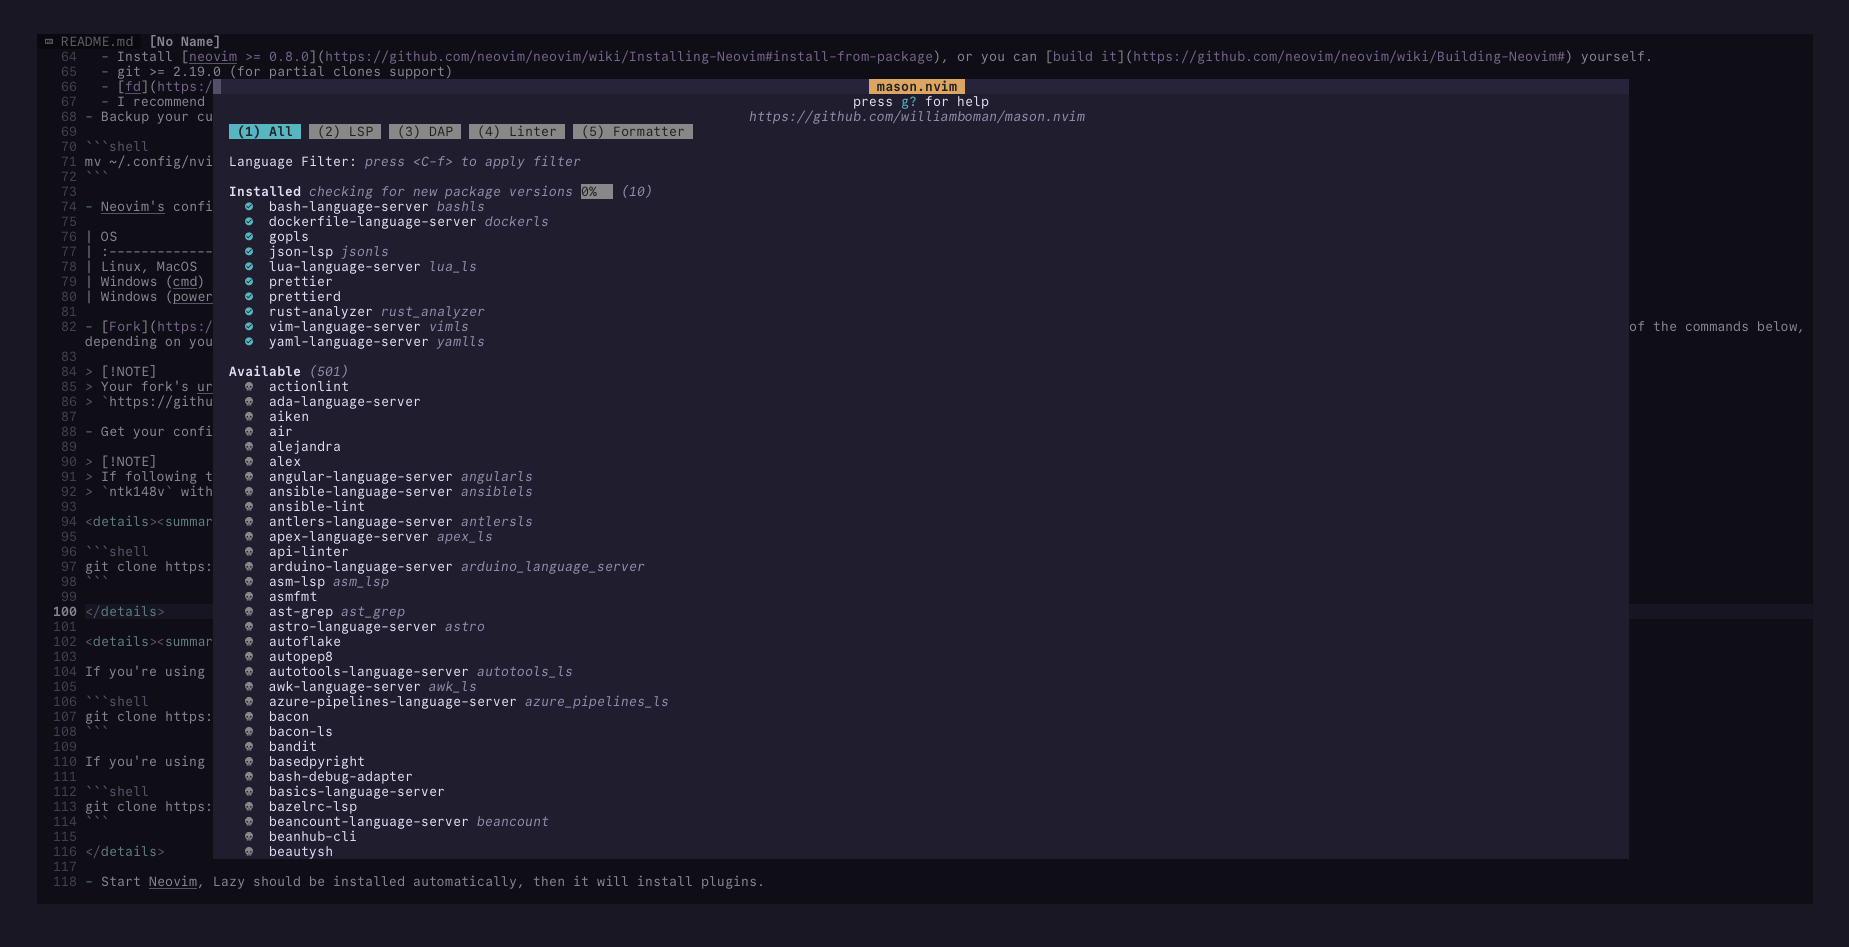 README.md [No Name]
64 - Install [neovim >= 0.8.0](https://github.com/neovim/neovim/wiki/Installing-Neovim#install-from-package), or you can [build it](https://github.com/neovim/neovim/wiki/Building-Neovim#) yourself.
65 - git >= 2.19.0 (for partial clones support)
66 - [fd](https:/ mason.nvim
67 - I recommend press g? for help
68 - Backup your cu https://github.com/williamboman/mason.nvim
69 (1) All (2) LSP (3) DAP (4) Linter (5) Formatter
70 ```shell
71 mv ~/.config/nvi Language Filter: press <C-f> to apply filter
72 ```
73 Installed checking for new package versions 0% (10)
74 - Neovim's confi bash-language-server bashls
75 dockerfile-language-server dockerls
76 | OS gopls
77 | :------------- json-lsp jsonls
78 | Linux, MacOS lua-language-server lua_ls
79 | Windows (cmd) prettier
80 | Windows (power prettierd
81 rust-analyzer rust_analyzer
82 - [Fork](https:/ vim-language-server vimls of the commands below,
depending on you yaml-language-server yamlls
83
84 > [!NOTE] Available (501)
85 > Your fork's ur actionlint
86 > `https://githu ada-language-server
87 aiken
88 - Get your confi air
89 alejandra
90 > [!NOTE] alex
91 > If following t angular-language-server angularls
92 > `ntk148v` with ansible-language-server ansiblels
93 ansible-lint
94 <details><summar antlers-language-server antlersls
95 apex-language-server apex_ls
96 ```shell api-linter
97 git clone https: arduino-language-server arduino_language_server
98 ``` asm-lsp asm_lsp
99 asmfmt
100 </details> ast-grep ast_grep
101 astro-language-server astro
102 <details><summar autoflake
103 autopep8
104 If you're using autotools-language-server autotools_ls
105 awk-language-server awk_ls
106 ```shell azure-pipelines-language-server azure_pipelines_ls
107 git clone https: bacon
108 ``` bacon-ls
109 bandit
110 If you're using basedpyright
111 bash-debug-adapter
112 ```shell basics-language-server
113 git clone https: bazelrc-lsp
114 ``` beancount-language-server beancount
115 beanhub-cli
116 </details> beautysh
117
118 - Start Neovim, Lazy should be installed automatically, then it will install plugins.